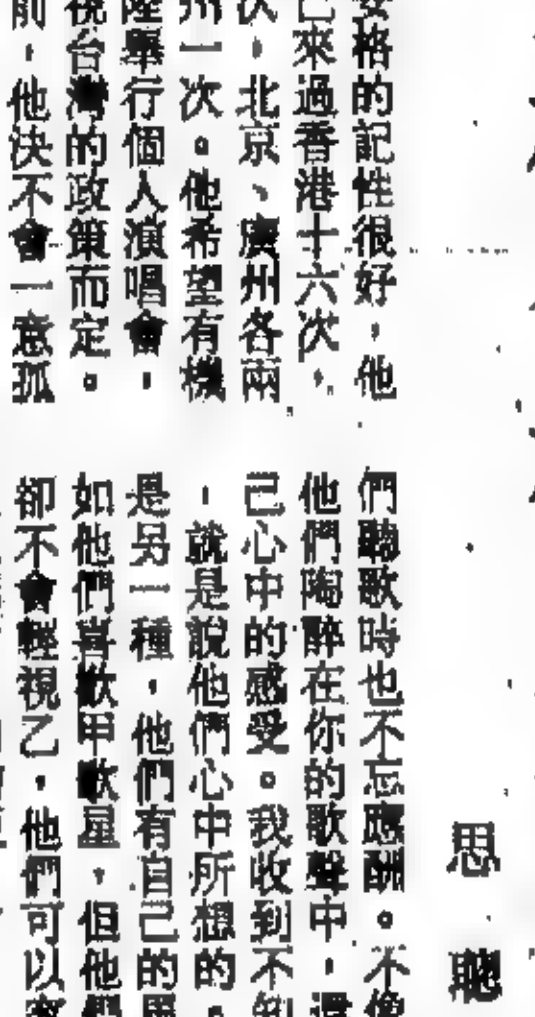 思聰
格的記性很好，他
已來過香港十六次，
次，北京、廣州各兩
州一次。他希望有機
陸舉行個人演唱會，
視台灣的政策而定。
前，他決不會一意孤
們聽歌時也不忘應酬。不像
他們陶醉在你的歌聲中，還
己心中的感受。我收到不知
，就是說他們心中所想的，
是另一種，他們有自己的
如他們喜歡甲歌星，但他們
卻不會輕視乙，他們可以